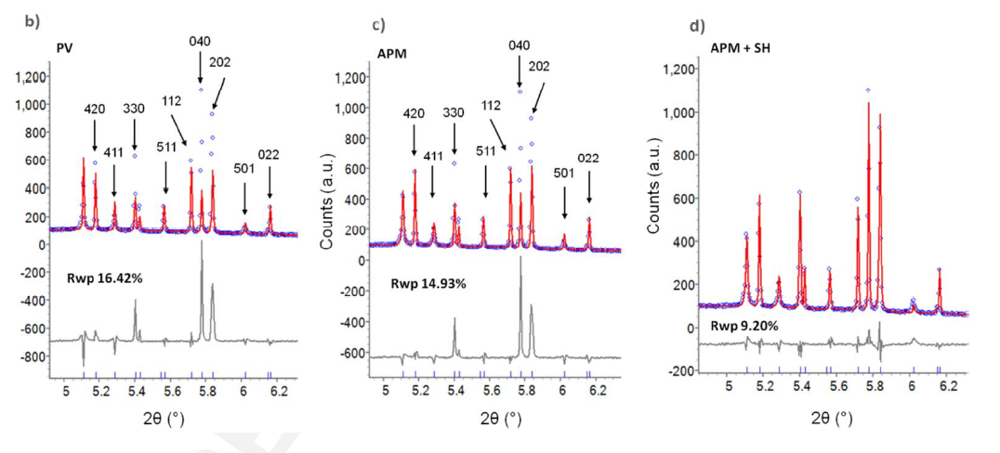 b)
PV
040
202
112
330
420
411
511
501
022
1,200
1,000
800
600
400
200
0
-200
-400
-600
-800
Rwp 16.42%
5 5.2 5.4 5.6 5.8 6 6.2
2θ (°)
c)
APM
040
202
112
420
330
411
511
501
022
Counts (a.u.)
1,200
1,000
800
600
400
200
0
-200
-400
-600
Rwp 14.93%
5 5.2 5.4 5.6 5.8 6 6.2
2θ (°)
d)
APM + SH
Counts (a.u.)
1,200
1,000
800
600
400
200
0
-200
Rwp 9.20%
5 5.2 5.4 5.6 5.8 6 6.2
2θ (°)